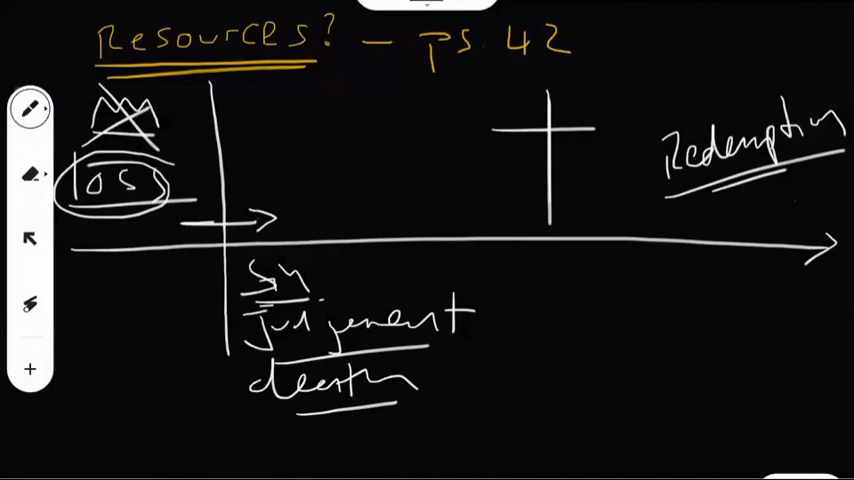 Resources? - ps. 42
loss
Redemption
Sin
Judgement
death